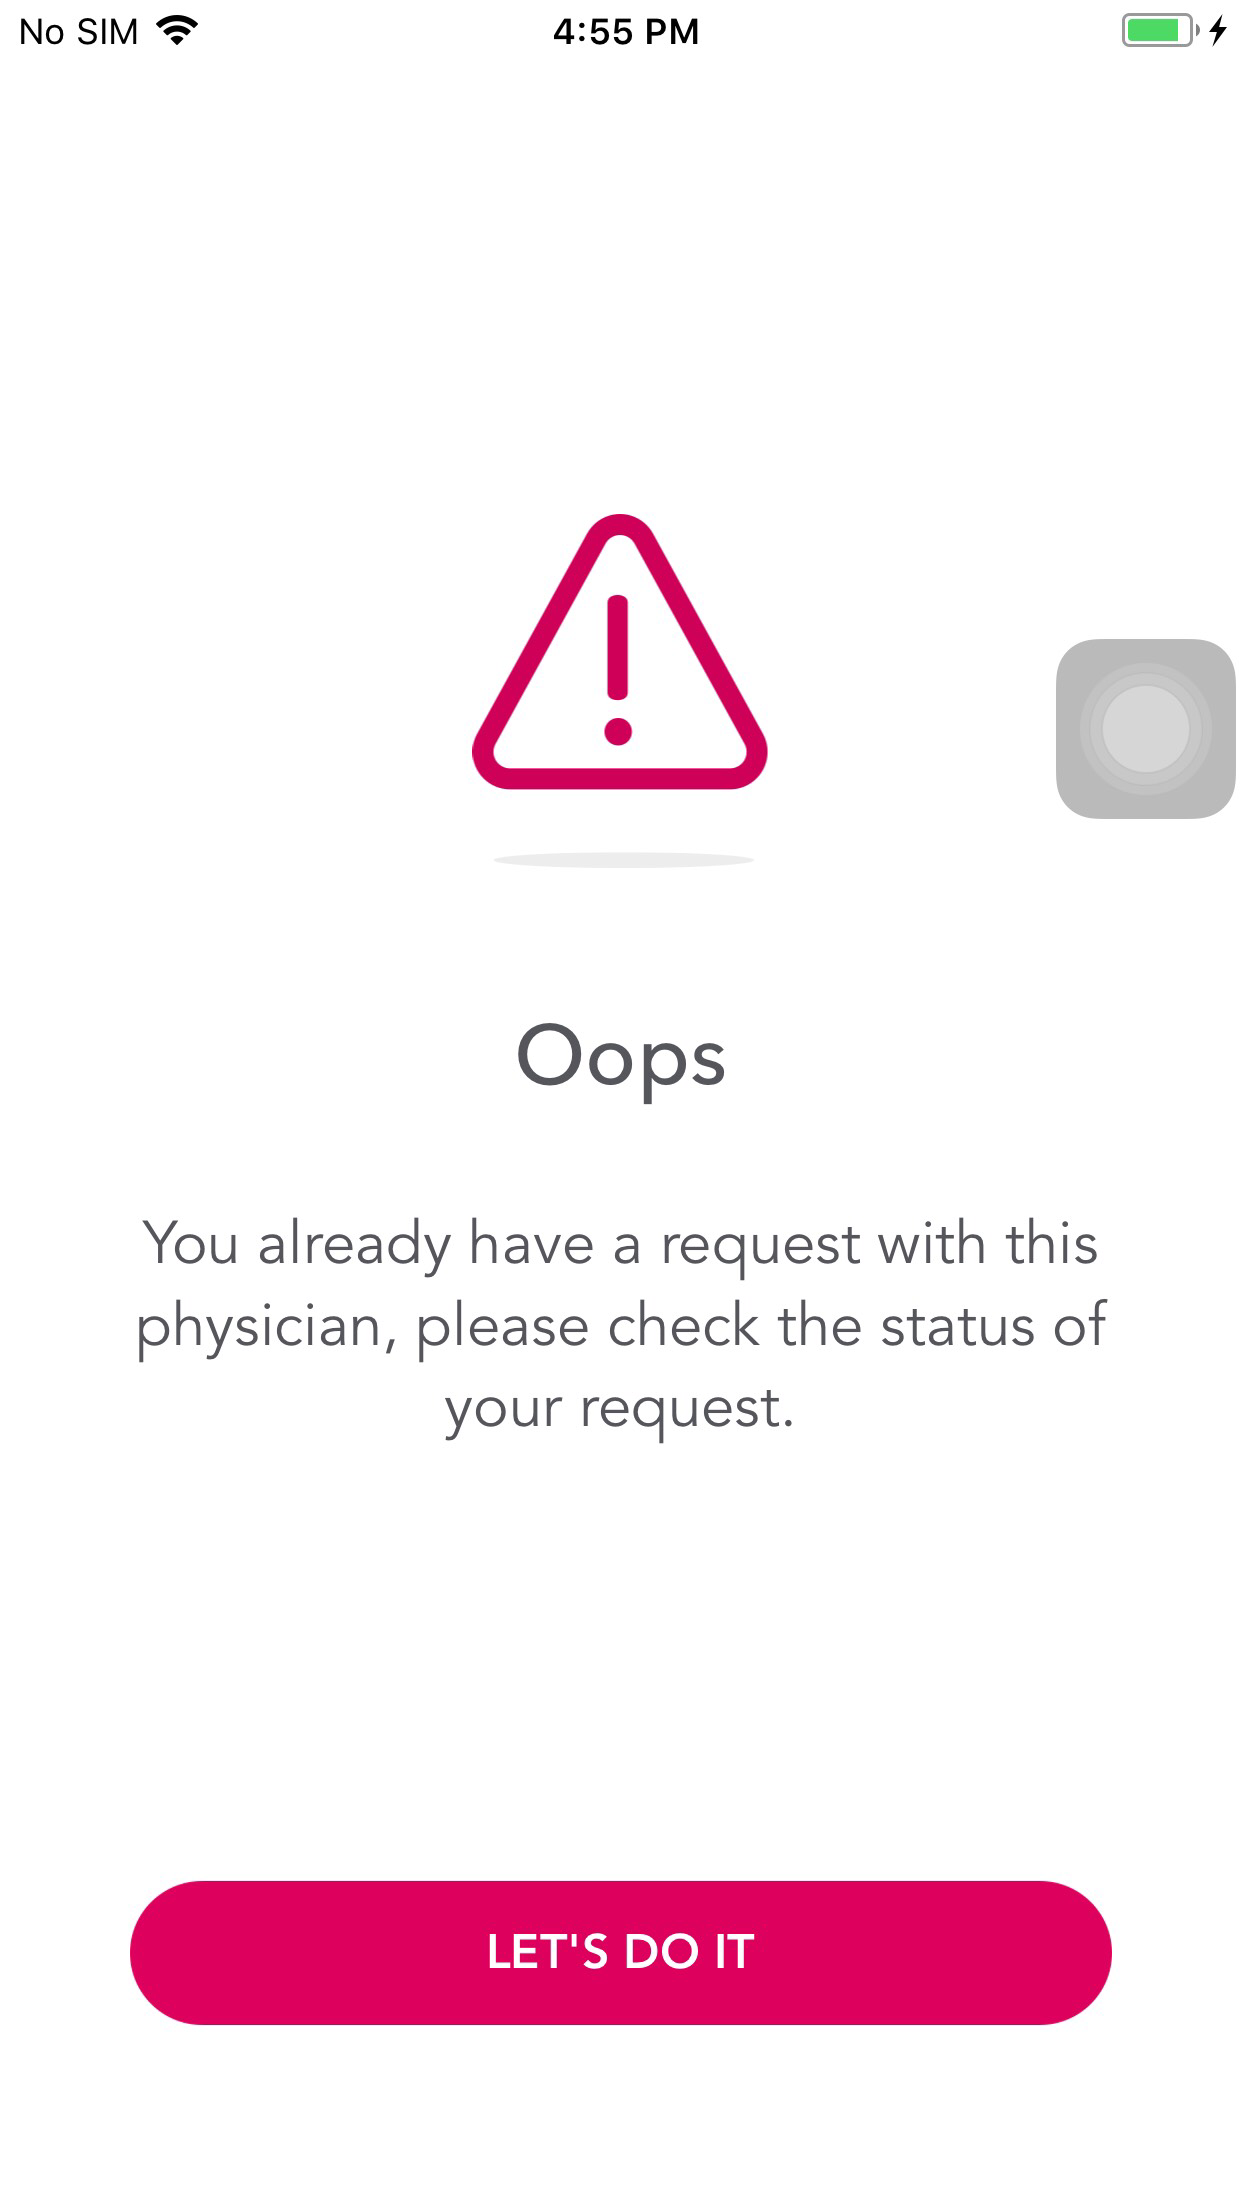 No SIM 4:55 PM
Oops
You already have a request with this
physician, please check the status of
your request.
LET'S DO IT